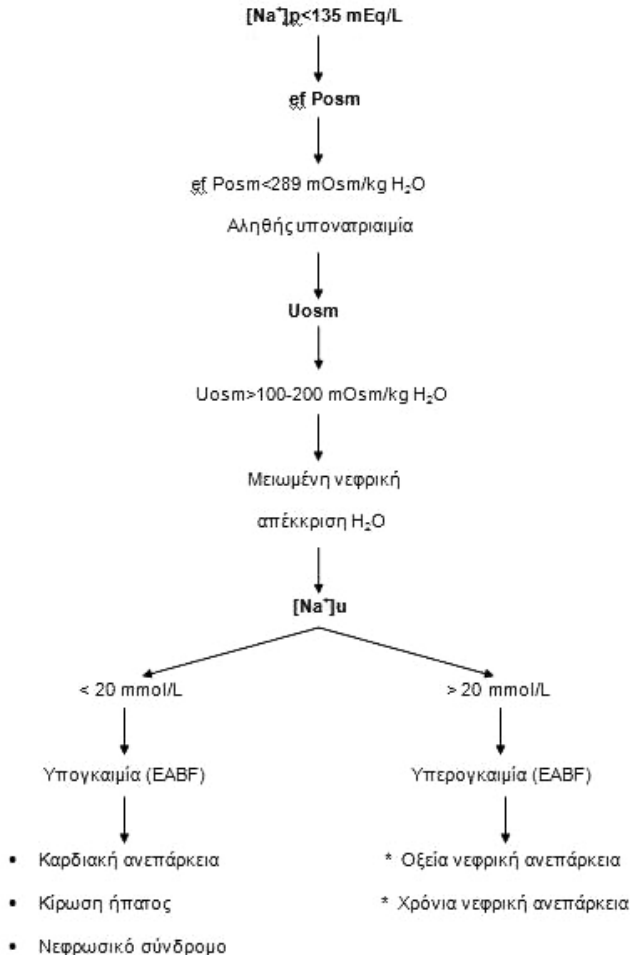 [Na⁺]p<135 mEq/L
ef Posm
ef Posm<289 mOsm/kg H₂O
Αληθής υπονατριαιμία
Uosm
Uosm>100-200 mOsm/kg H₂O
Μειωμένη νεφρική
απέκκριση H₂O
[Na⁺]u
< 20 mmol/L
> 20 mmol/L
Υπογκαιμία (EABF)
Υπερογκαιμία (EABF)
• Καρδιακή ανεπάρκεια
* Οξεία νεφρική ανεπάρκεια
• Κίρωση ήπατος
* Χρόνια νεφρική ανεπάρκεια
• Νεφρωσικό σύνδρομο